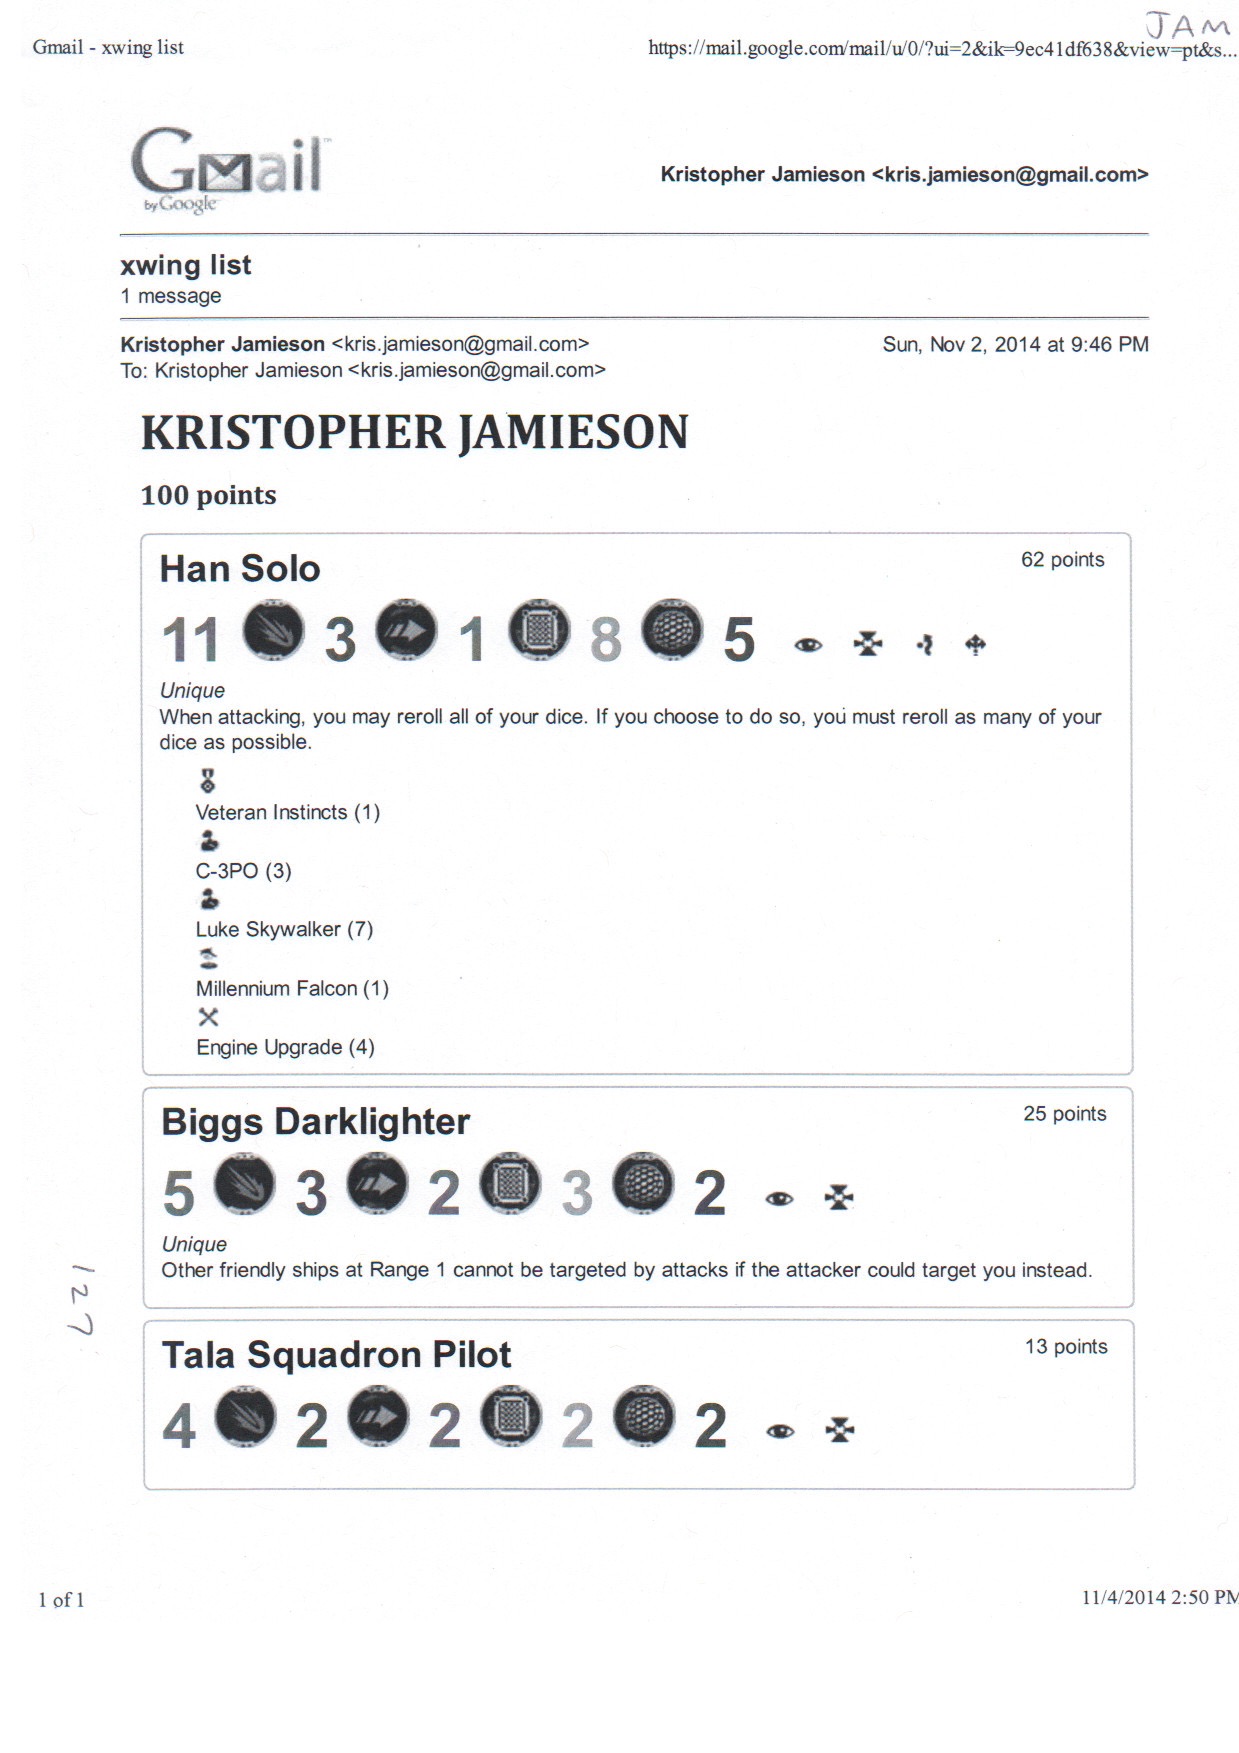 JAM
Gmail - xwing list https://mail.google.com/mail/u/0/?ui=2&ik=9ec41df638&view=pt&s...
Gmail™
by Google
Kristopher Jamieson <kris.jamieson@gmail.com>
xwing list
1 message
Kristopher Jamieson <kris.jamieson@gmail.com> Sun, Nov 2, 2014 at 9:46 PM
To: Kristopher Jamieson <kris.jamieson@gmail.com>
KRISTOPHER JAMIESON
100 points
Han Solo 62 points
11 3 1 8 5
Unique
When attacking, you may reroll all of your dice. If you choose to do so, you must reroll as many of your
dice as possible.
Veteran Instincts (1)
C-3PO (3)
Luke Skywalker (7)
Millennium Falcon (1)
Engine Upgrade (4)
Biggs Darklighter 25 points
5 3 2 3 2
Unique
Other friendly ships at Range 1 cannot be targeted by attacks if the attacker could target you instead.
127
Tala Squadron Pilot 13 points
4 2 2 2 2
1 of 1 11/4/2014 2:50 PM